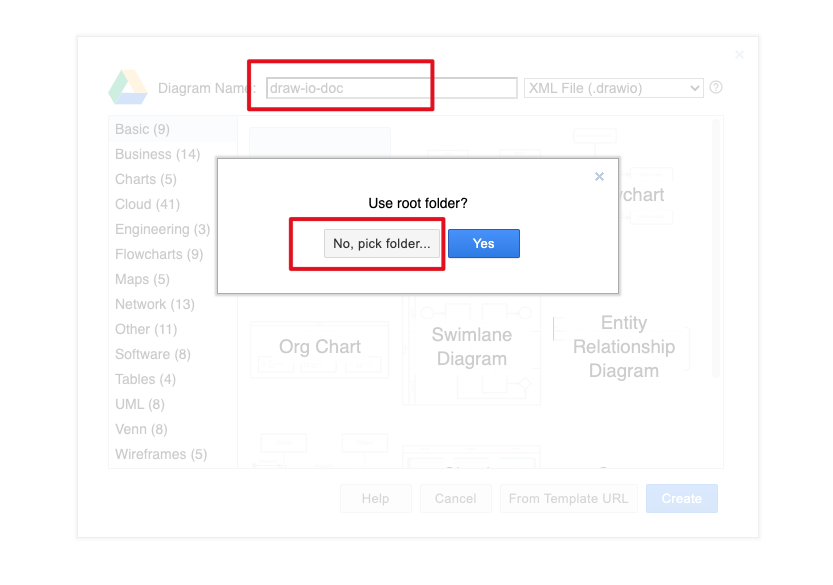 Diagram Name: draw-io-doc XML File (.drawio)
Basic (9)
Business (14)
Charts (5)
Cloud (41)
Engineering (3)
Flowcharts (9)
Maps (5)
Network (13)
Other (11)
Software (8)
Tables (4)
UML (8)
Venn (8)
Wireframes (5)
Use root folder?
No, pick folder... Yes
Org Chart
Swimlane
Diagram
Entity
Relationship
Diagram
Help Cancel From Template URL Create